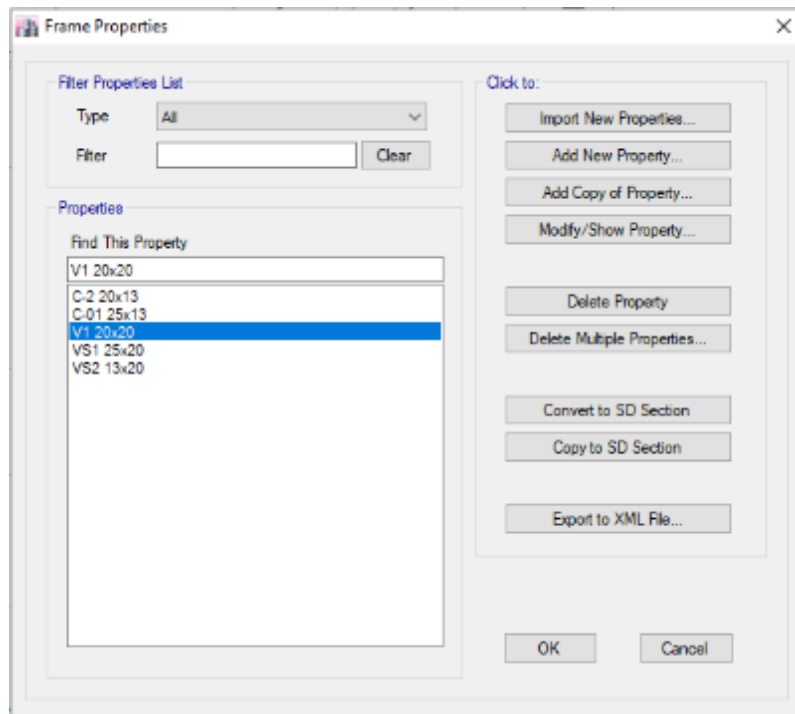 Frame Properties
Filter Properties List
Type All
Filter Clear
Properties
Find This Property
V1 20x20
C-2 20x13
C-01 25x13
V1 20x20
VS1 25x20
VS2 13x20
Click to:
Import New Properties...
Add New Property...
Add Copy of Property...
Modify/Show Property...
Delete Property
Delete Multiple Properties...
Convert to SD Section
Copy to SD Section
Export to XML File...
OK Cancel